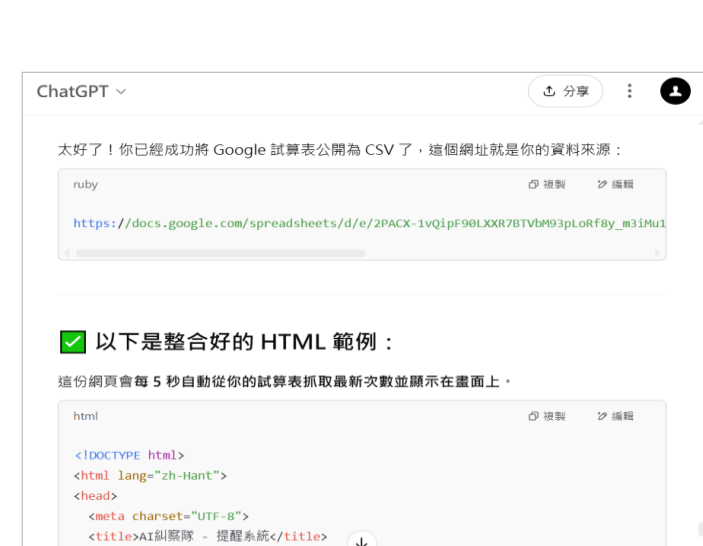 ChatGPT
分享
太好了！你已經成功將 Google 試算表公開為 CSV 了，這個網址就是你的資料來源：
ruby
複製
編輯
https://docs.google.com/spreadsheets/d/e/2PACX-1vQipF90LXXR7BTVbM93pLoRf8y_m3iMu1
以下是整合好的 HTML 範例：
這份網頁會每 5 秒自動從你的試算表抓取最新次數並顯示在畫面上。
html
複製
編輯
<!DOCTYPE html>
<html lang="zh-Hant">
<head>
<meta charset="UTF-8">
<title>AI糾察隊 - 提醒系統</title>